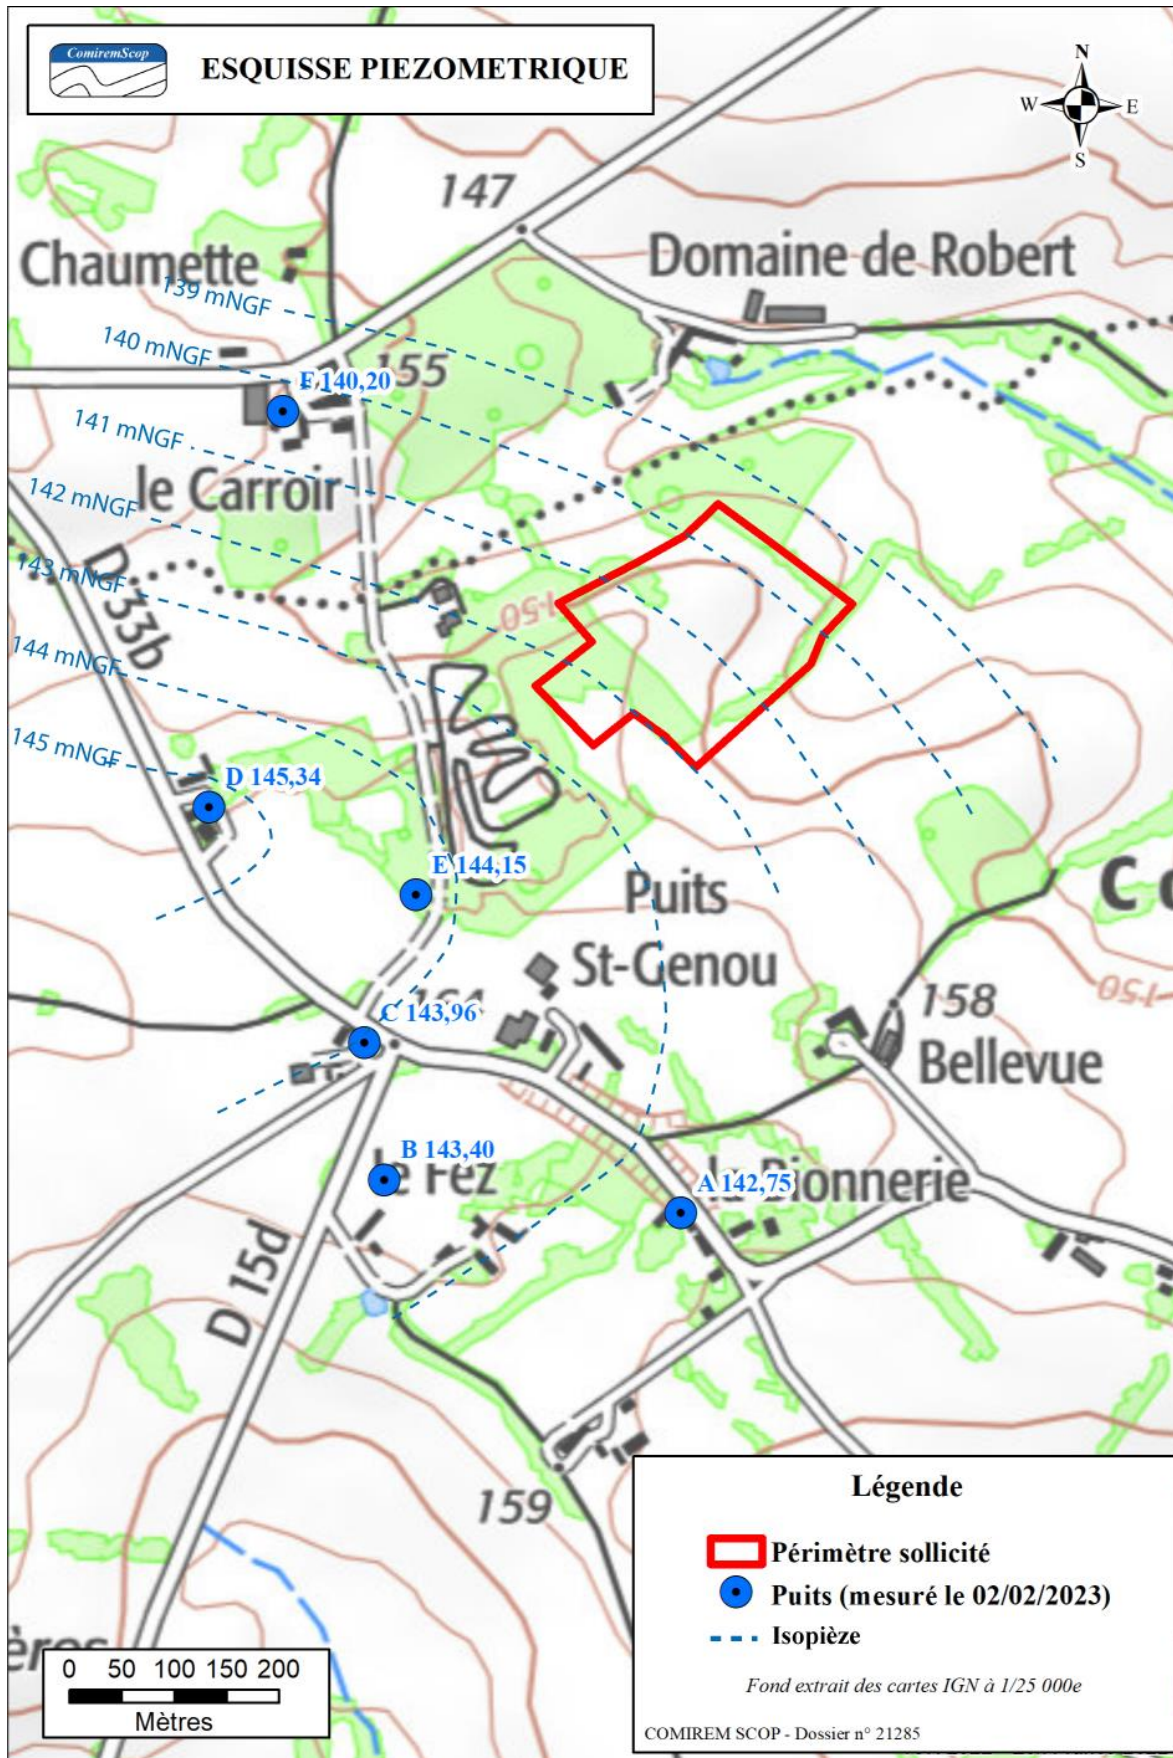 ComiremScop
ESQUISSE PIEZOMETRIQUE
N
W
E
S
147
Chaumette
Domaine de Robert
139 mNGF
140 mNGF
155
F 140,20
141 mNGF
le Carroir
142 mNGF
D 33b
143 mNGF
150
144 mNGF
145 mNGF
D 145,34
E 144,15
Puits
St-Genou
C 143,96
158
150
Bellevue
B 143,40
le Fez
A 142,75
la Bionnerie
D 15d
159
Légende
Périmètre sollicité
Puits (mesuré le 02/02/2023)
Isopièze
Fond extrait des cartes IGN à 1/25 000e
COMIREM SCOP - Dossier n° 21285
0 50 100 150 200
Mètres